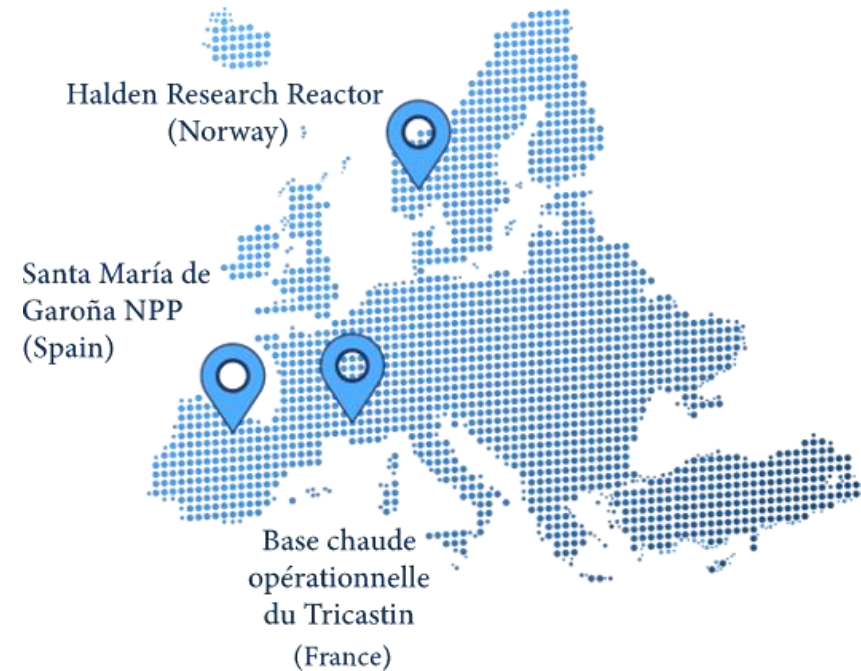 Halden Research Reactor
(Norway)
Santa María de
Garoña NPP
(Spain)
Base chaude
opérationnelle
du Tricastin
(France)